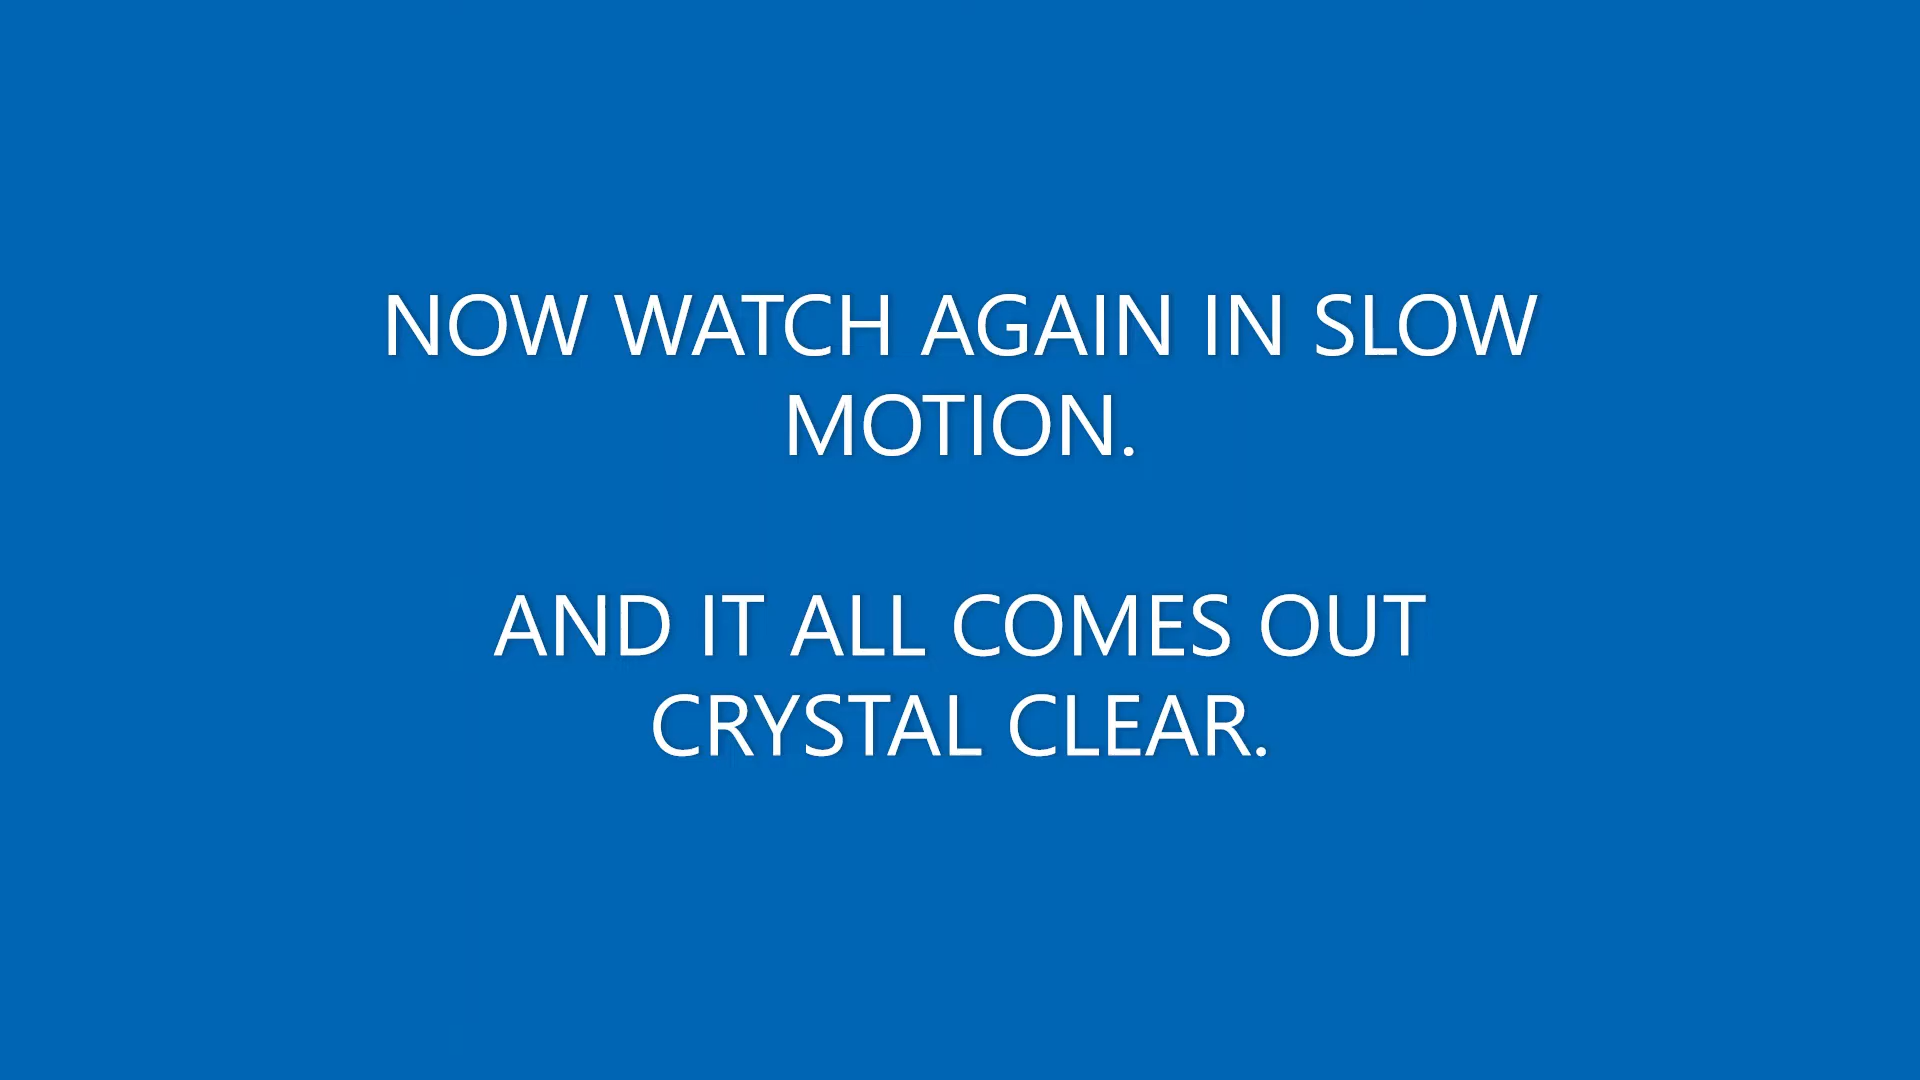 NOW WATCH AGAIN IN SLOW
MOTION.
AND IT ALL COMES OUT
CRYSTAL CLEAR.